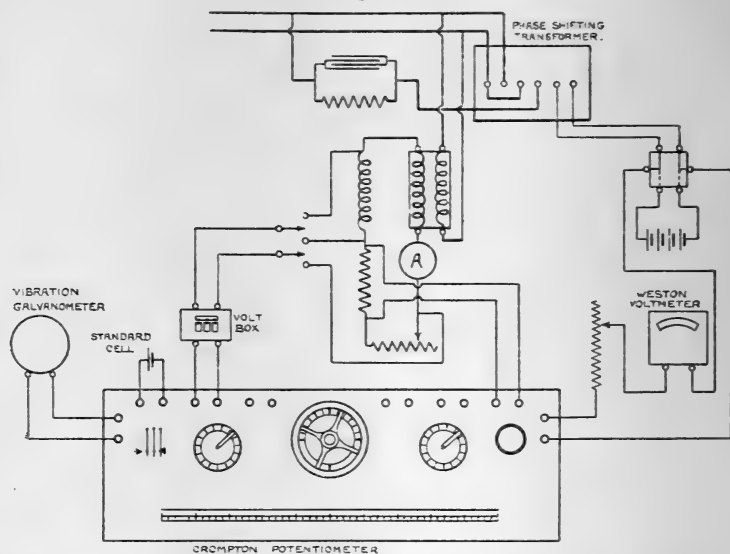 PHASE SHIFTING
TRANSFORMER.
A
VIBRATION
GALVANOMETER
STANDARD
CELL
VOLT
BOX
WESTON
VOLTMETER
CROMPTON POTENTIOMETER